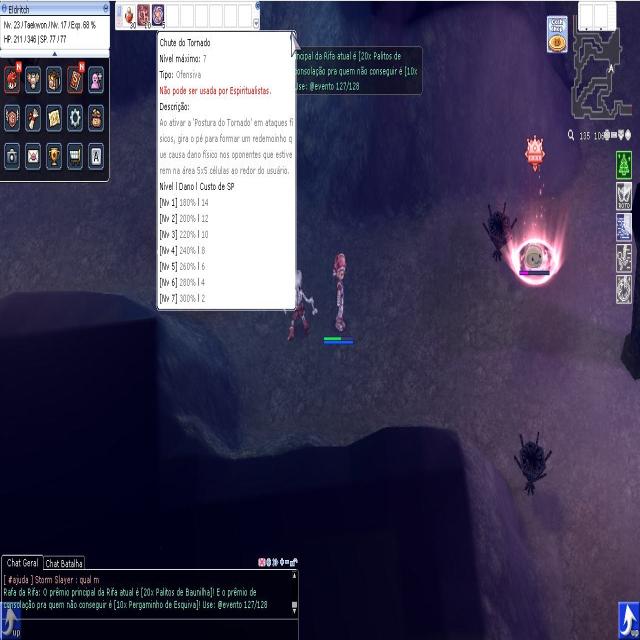 Eldritch
Nv. 23 / Taekwon / Nv. 17 / Exp. 68 %
HP. 211 / 346 | SP. 77 / 77
Chute do Tornado
Nível máximo: 7
Tipo: Ofensiva
Não pode ser usada por Espiritualistas.
Descrição:
Ao ativar a 'Postura do Tornado' em ataques fí
sicos, gira o pé para formar um redemoinho q
ue causa dano físico nos oponentes que estive
rem na área 5x5 células ao redor do usuário.
Nível | Dano | Custo de SP
[Nv 1] 180% | 14
[Nv 2] 200% | 12
[Nv 3] 220% | 10
[Nv 4] 240% | 8
[Nv 5] 260% | 6
[Nv 6] 280% | 4
[Nv 7] 300% | 2
ncipal da Rifa atual é [20x Palitos de
onsolação pra quem não conseguir é [10x
Use: @evento 127/128
Chat Geral
Chat Batalha
[ #ajuda ] Storm Slayer : qual m
Rafa da Rifa: O prêmio principal da Rifa atual é [20x Palitos de Baunilha]! E o prêmio de
consolação pra quem não conseguir é [10x Pergaminho de Esquiva]! Use: @evento 127/128
up
up